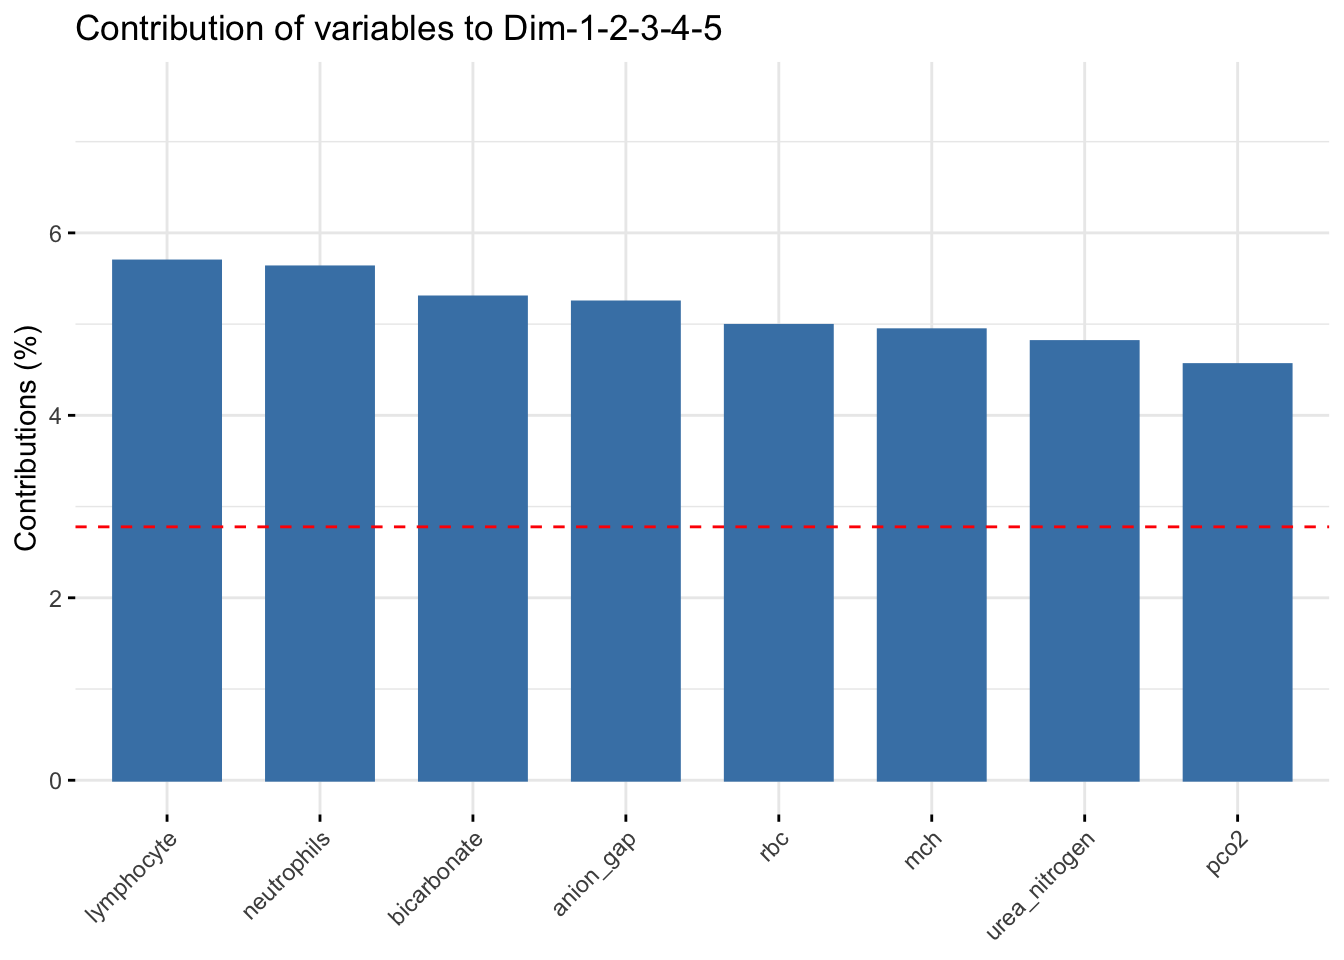 Contribution of variables to Dim-1-2-3-4-5
Contributions (%)
6
4
2
0
lymphocyte
neutrophils
bicarbonate
anion_gap
rbc
mch
urea_nitrogen
pco2